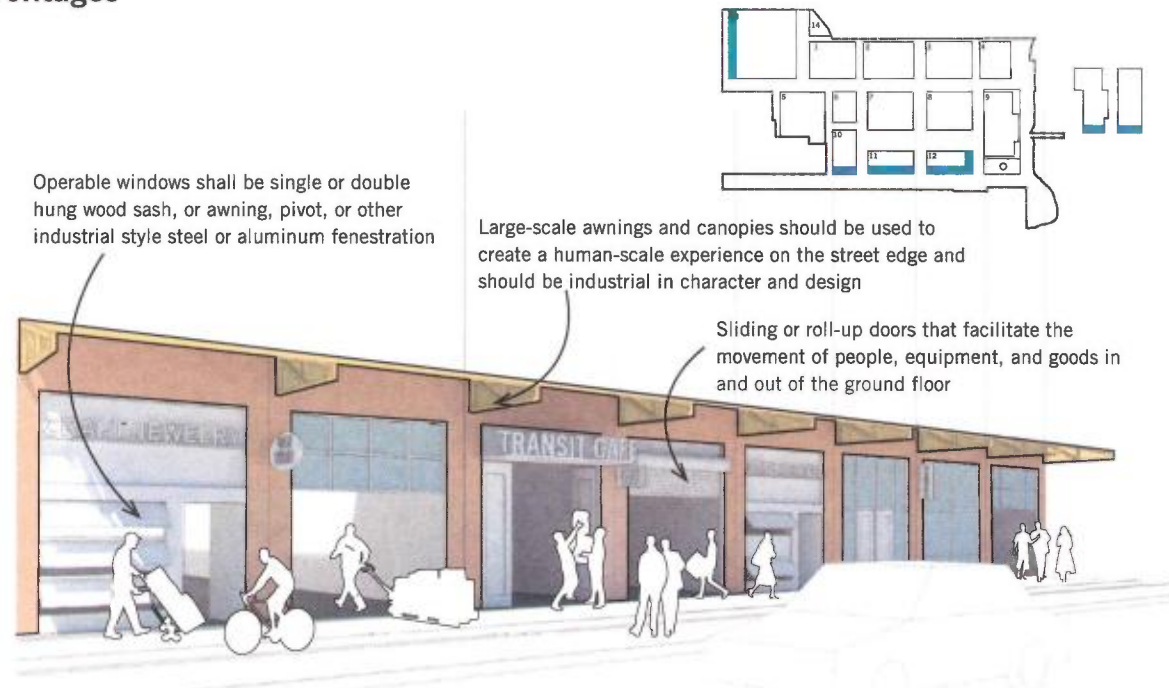 14
1
2
3
4
5
6
7
8
9
10
11
12
Operable windows shall be single or double
hung wood sash, or awning, pivot, or other
industrial style steel or aluminum fenestration
Large-scale awnings and canopies should be used to
create a human-scale experience on the street edge and
should be industrial in character and design
Sliding or roll-up doors that facilitate the
movement of people, equipment, and goods in
and out of the ground floor
JEWELRY
TRANSIT CAFE